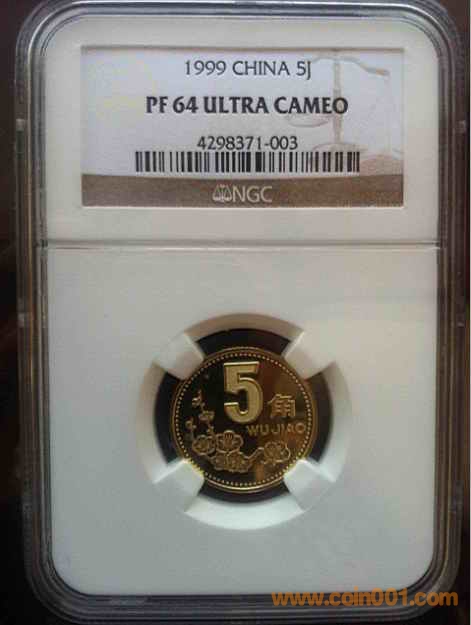 1999 CHINA 5J
PF 64 ULTRA CAMEO
4298371-003
NGC
5 角
WU JIAO
www.coin001.com